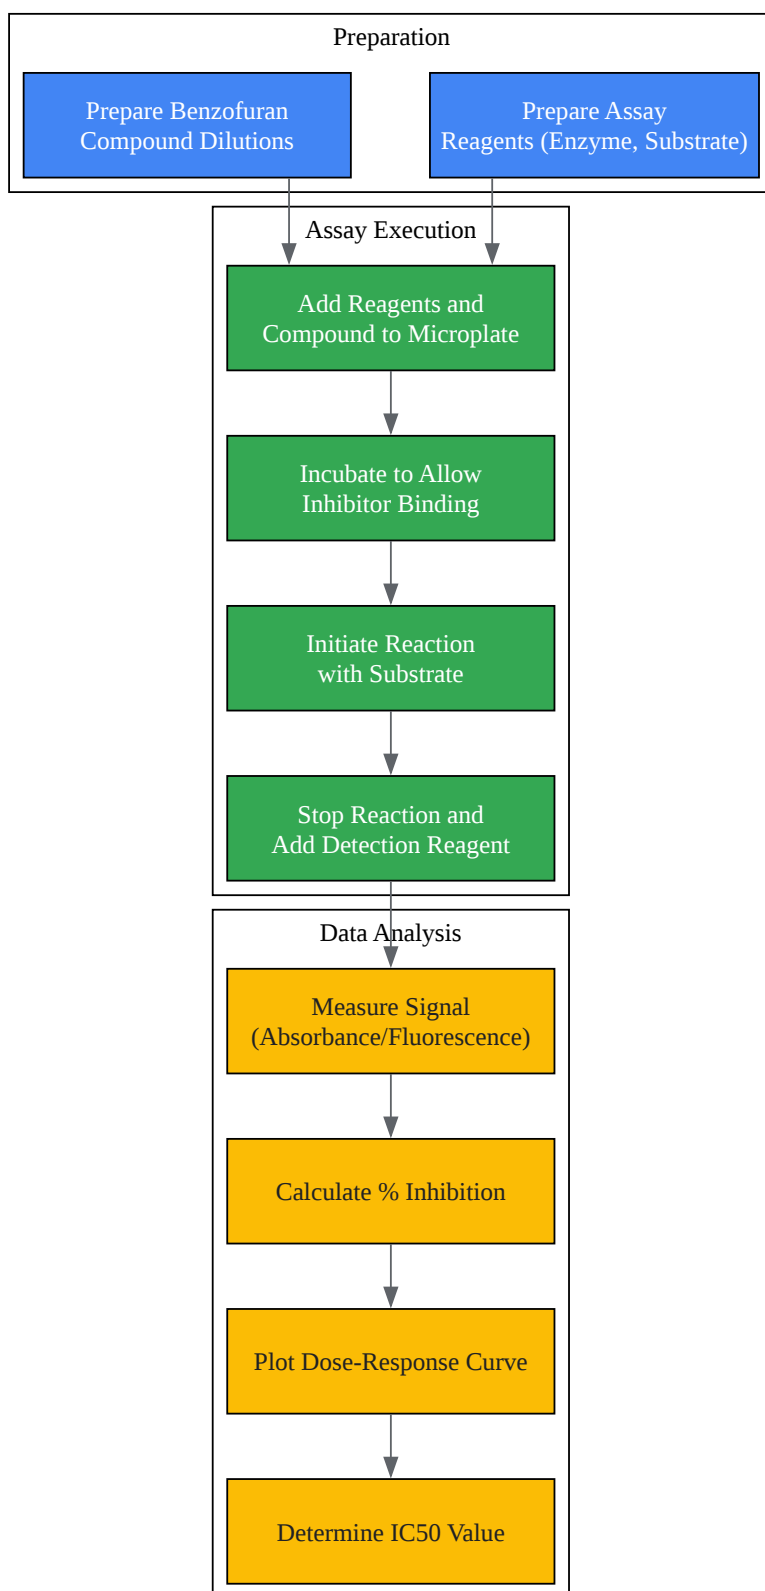 Preparation
Prepare Benzofuran
Compound Dilutions
Prepare Assay
Reagents (Enzyme, Substrate)
Assay Execution
Add Reagents and
Compound to Microplate
Incubate to Allow
Inhibitor Binding
Initiate Reaction
with Substrate
Stop Reaction and
Add Detection Reagent
Data Analysis
Measure Signal
(Absorbance/Fluorescence)
Calculate % Inhibition
Plot Dose-Response Curve
Determine IC50 Value